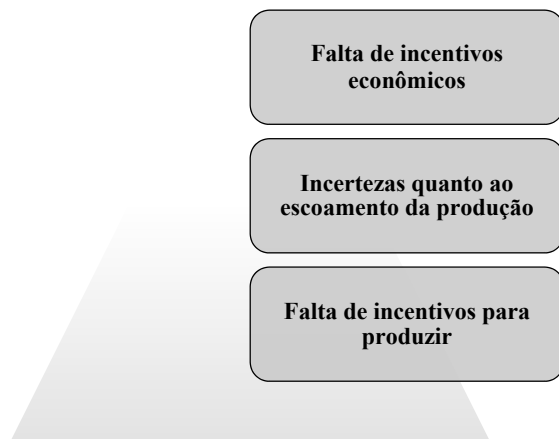 Falta de incentivos
econômicos
Incertezas quanto ao
escoamento da produção
Falta de incentivos para
produzir